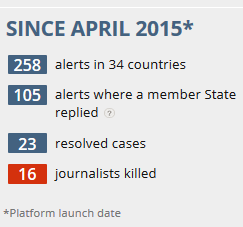 SINCE APRIL 2015*
258 alerts in 34 countries
105 alerts where a member State
replied ?
23 resolved cases
16 journalists killed
*Platform launch date